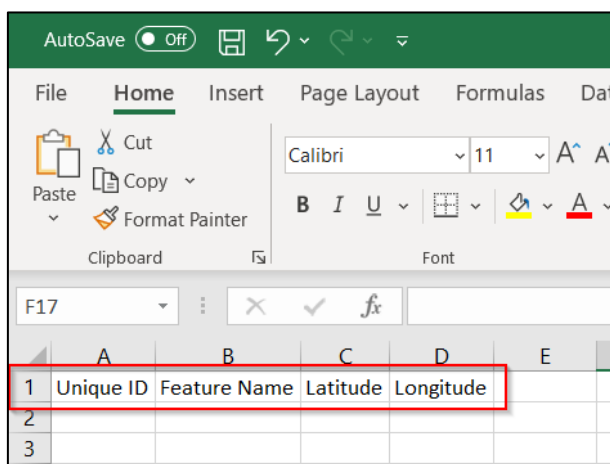 AutoSave Off
File Home Insert Page Layout Formulas
Cut
Calibri 11 A A
Copy
Paste
Format Painter
B I U A
Clipboard Font
F17 fx
A B C D E
1 Unique ID Feature Name Latitude Longitude
2
3